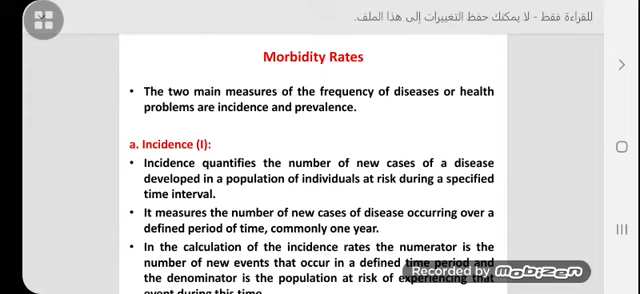 للقراءة فقط - لا يمكنك حفظ التغييرات إلى هذا الملف.
Morbidity Rates
• The two main measures of the frequency of diseases or health
problems are incidence and prevalence.
a. Incidence (I):
• Incidence quantifies the number of new cases of a disease
developed in a population of individuals at risk during a specified
time interval.
• It measures the number of new cases of disease occurring over a
defined period of time, commonly one year.
• In the calculation of the incidence rates the numerator is the
number of new events that occur in a defined time period and
the denominator is the population at risk of experiencing that
event during this time.
Recorded by mobizen